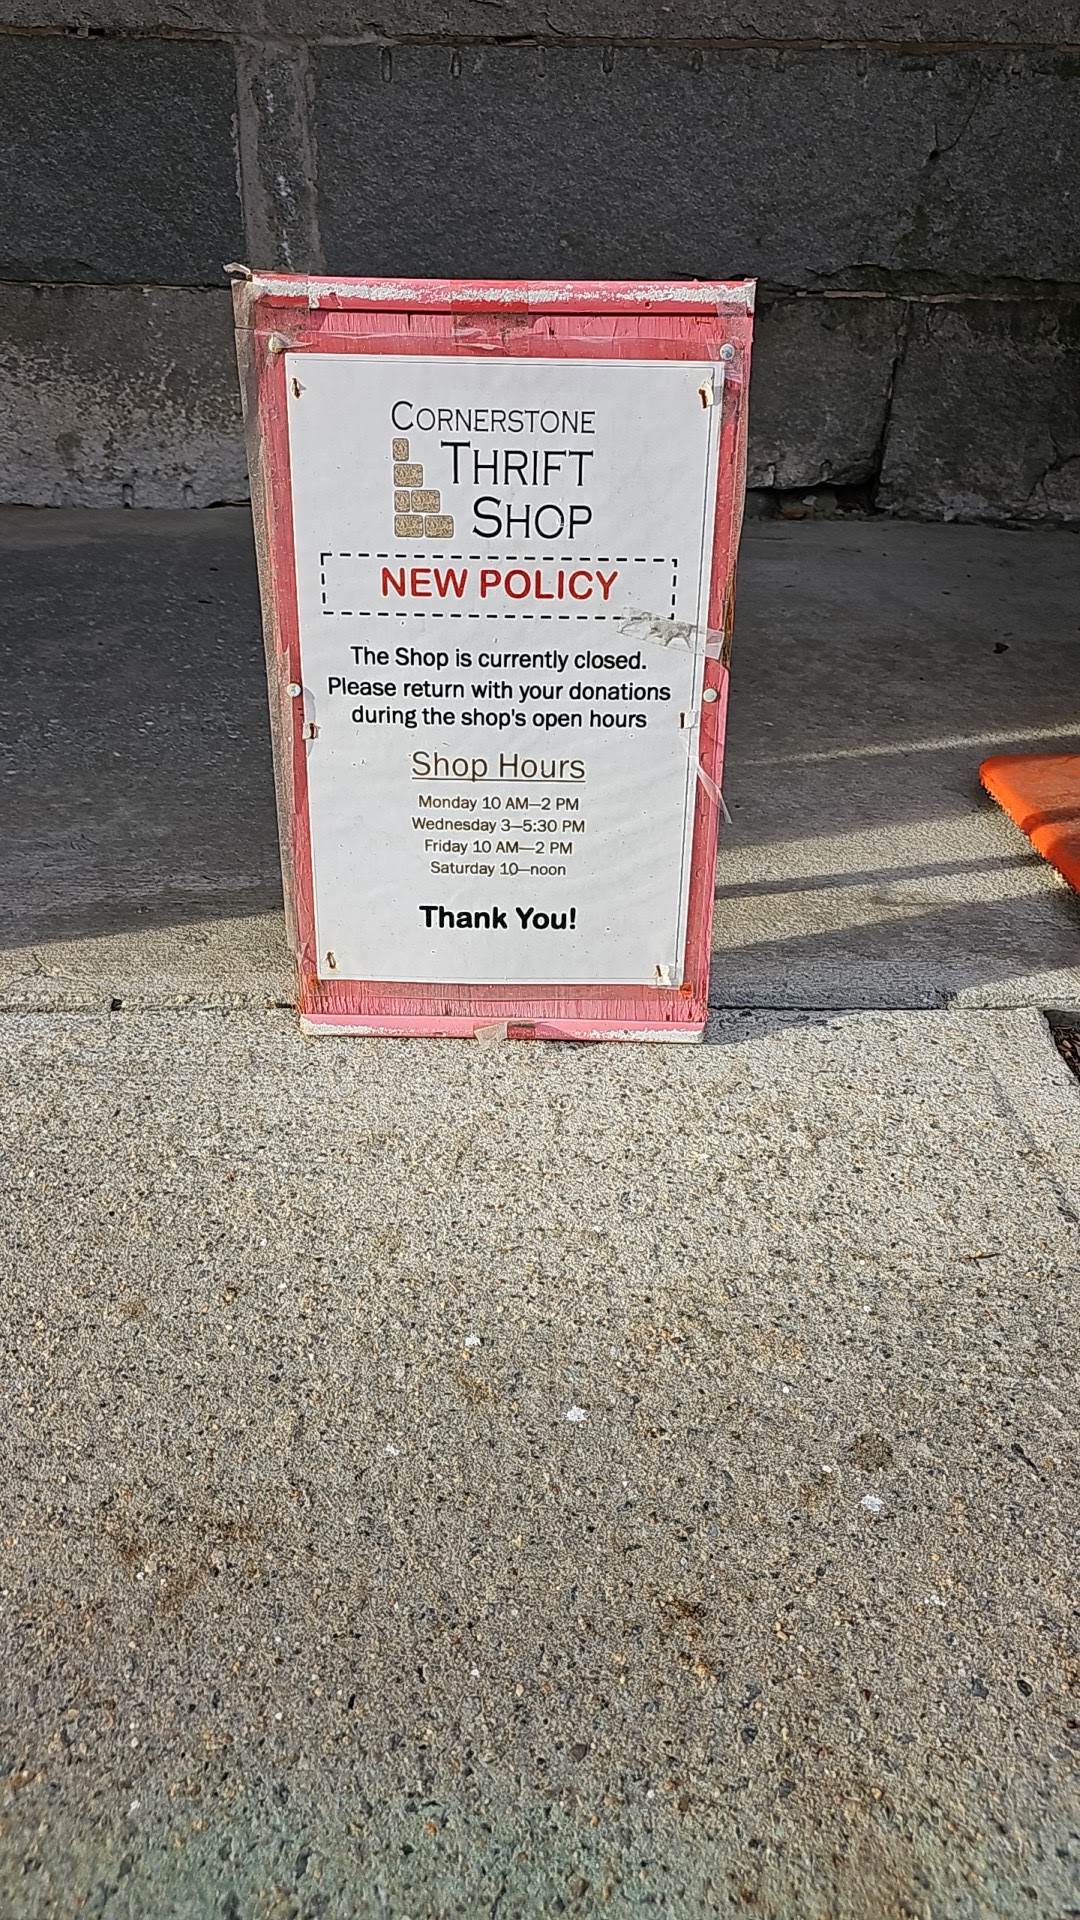 CORNERSTONE
THRIFT
SHOP
NEW POLICY
The Shop is currently closed.
Please return with your donations
during the shop's open hours
Shop Hours
Monday 10 AM—2 PM
Wednesday 3—5:30 PM
Friday 10 AM—2 PM
Saturday 10—noon
Thank You!